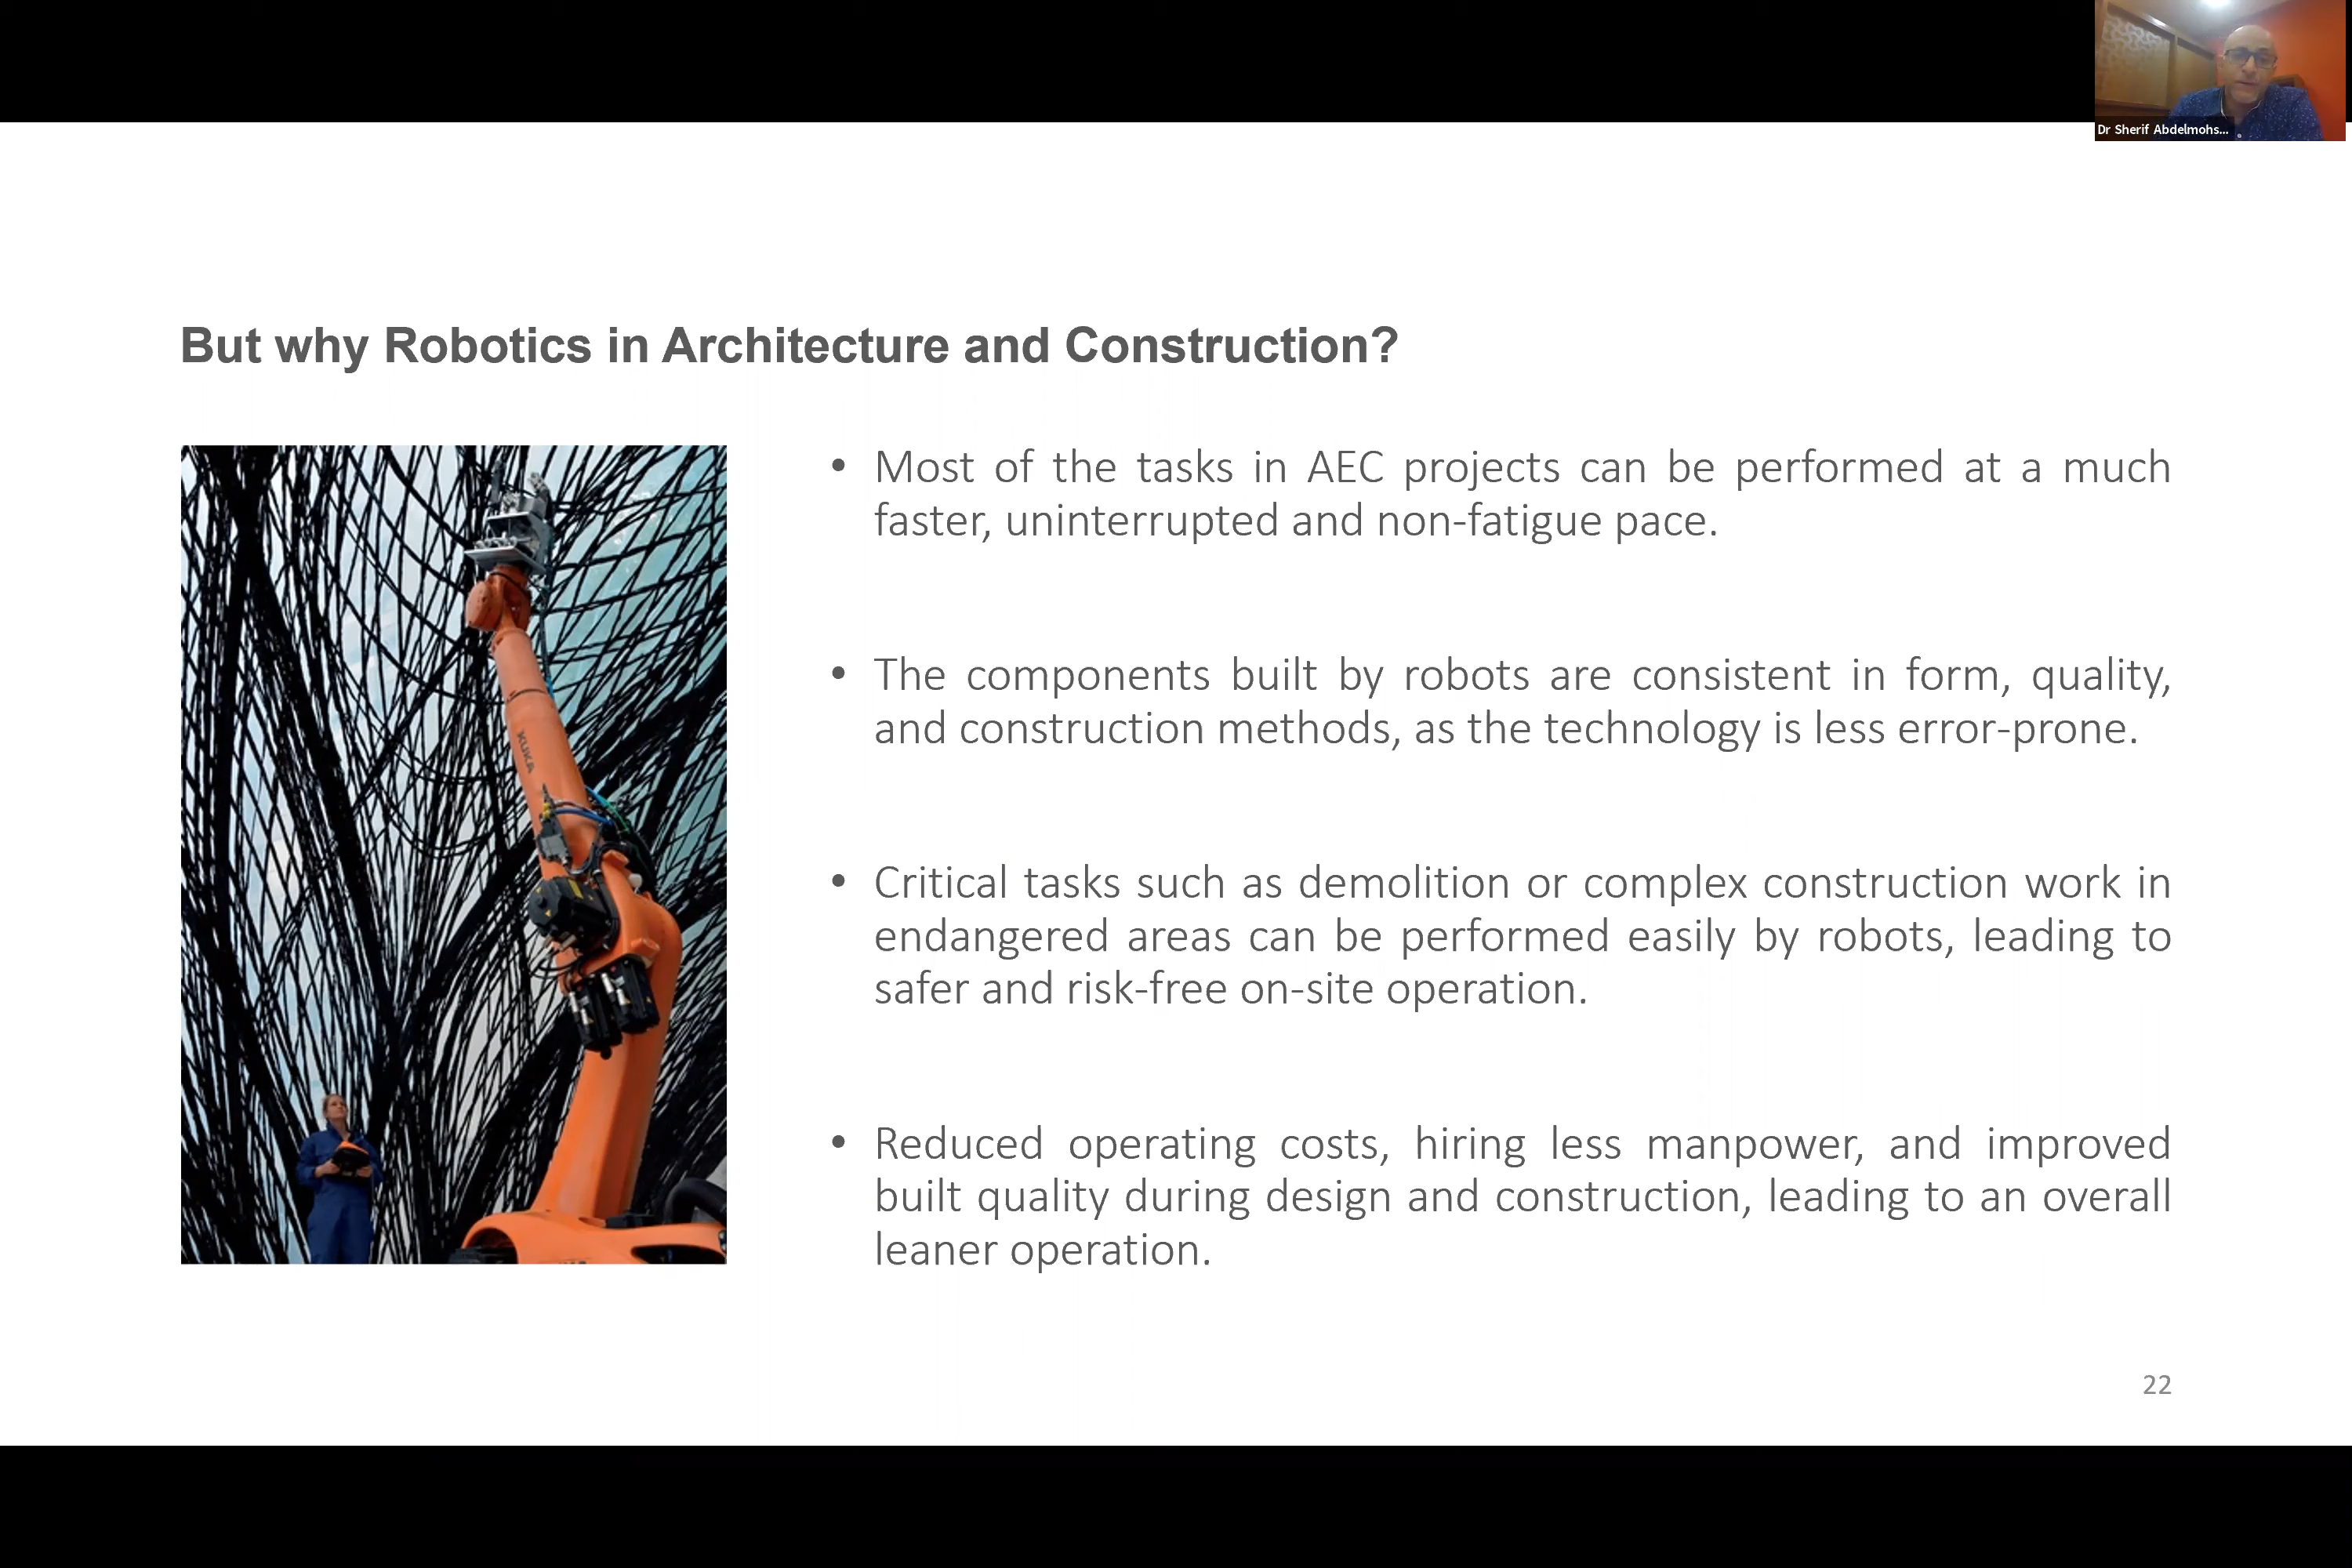 Dr Sherif Abdelmohs...
But why Robotics in Architecture and Construction?
KUKA
• Most of the tasks in AEC projects can be performed at a much
faster, uninterrupted and non-fatigue pace.
• The components built by robots are consistent in form, quality,
and construction methods, as the technology is less error-prone.
• Critical tasks such as demolition or complex construction work in
endangered areas can be performed easily by robots, leading to
safer and risk-free on-site operation.
• Reduced operating costs, hiring less manpower, and improved
built quality during design and construction, leading to an overall
leaner operation.
22